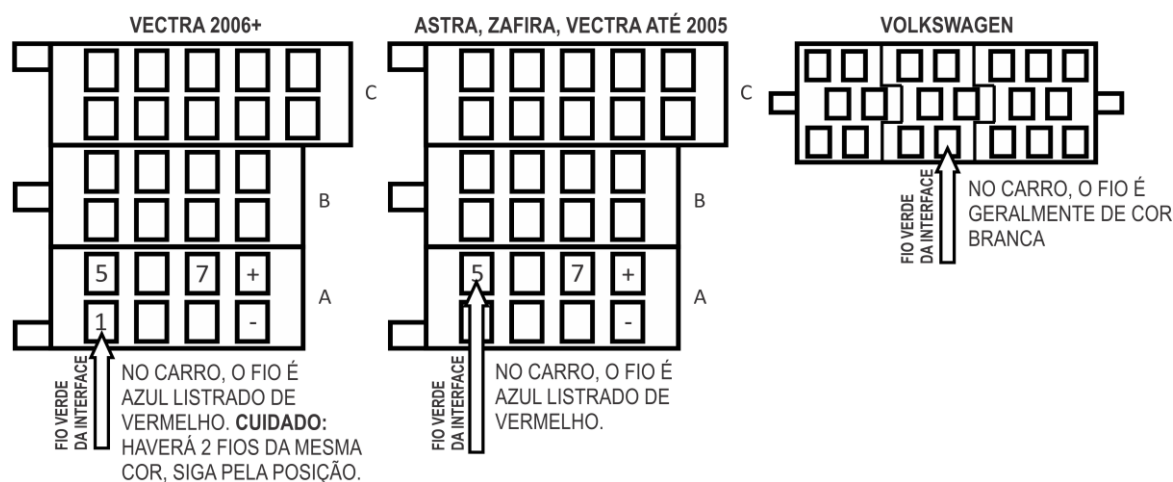 VECTRA 2006+
C
B
5 7 +
A
1 -
FIO VERDE
DA INTERFACE
NO CARRO, O FIO É
AZUL LISTRADO DE
VERMELHO. CUIDADO:
HAVERÁ 2 FIOS DA MESMA
COR, SIGA PELA POSIÇÃO.
ASTRA, ZAFIRA, VECTRA ATÉ 2005
C
B
5 7 +
A
-
FIO VERDE
DA INTERFACE
NO CARRO, O FIO É
AZUL LISTRADO DE
VERMELHO.
VOLKSWAGEN
FIO VERDE
DA INTERFACE
NO CARRO, O FIO É
GERALMENTE DE COR
BRANCA